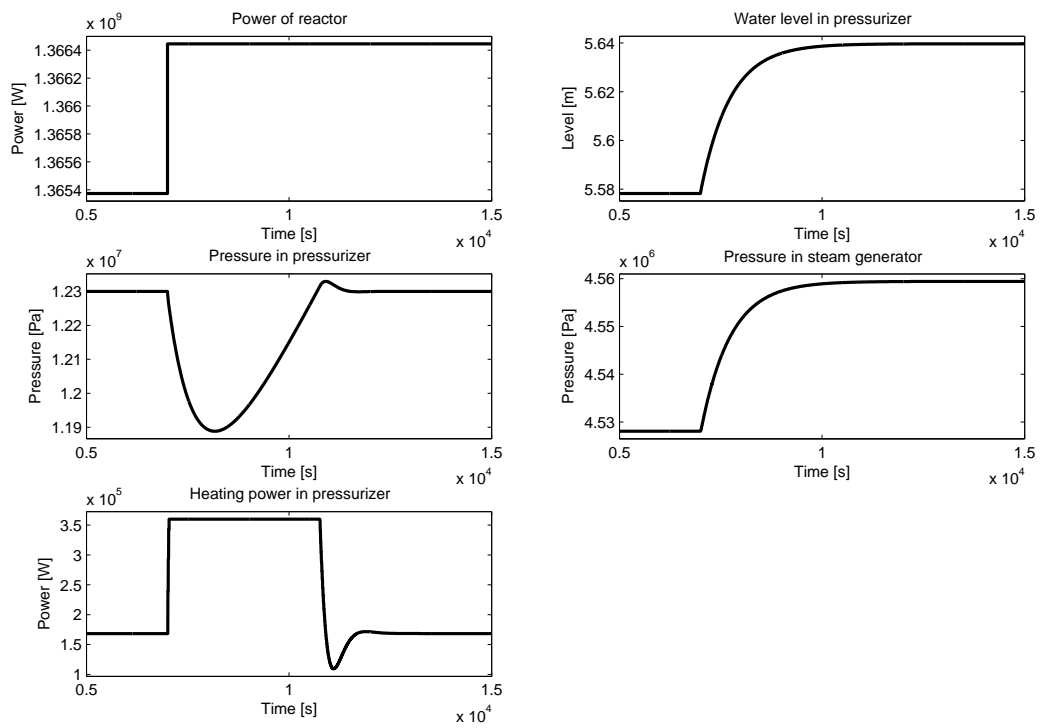 Power of reactor
x 10^9
1.3664
1.3662
1.366
1.3658
1.3656
1.3654
Power [W]
0.5 1 1.5
Time [s]
x 10^4
Water level in pressurizer
5.64
5.62
5.6
5.58
Level [m]
0.5 1 1.5
Time [s]
x 10^4
Pressure in pressurizer
x 10^7
1.23
1.22
1.21
1.2
1.19
Pressure [Pa]
0.5 1 1.5
Time [s]
x 10^4
Pressure in steam generator
x 10^6
4.56
4.55
4.54
4.53
Pressure [Pa]
0.5 1 1.5
Time [s]
x 10^4
Heating power in pressurizer
x 10^5
3.5
3
2.5
2
1.5
1
Power [W]
0.5 1 1.5
Time [s]
x 10^4